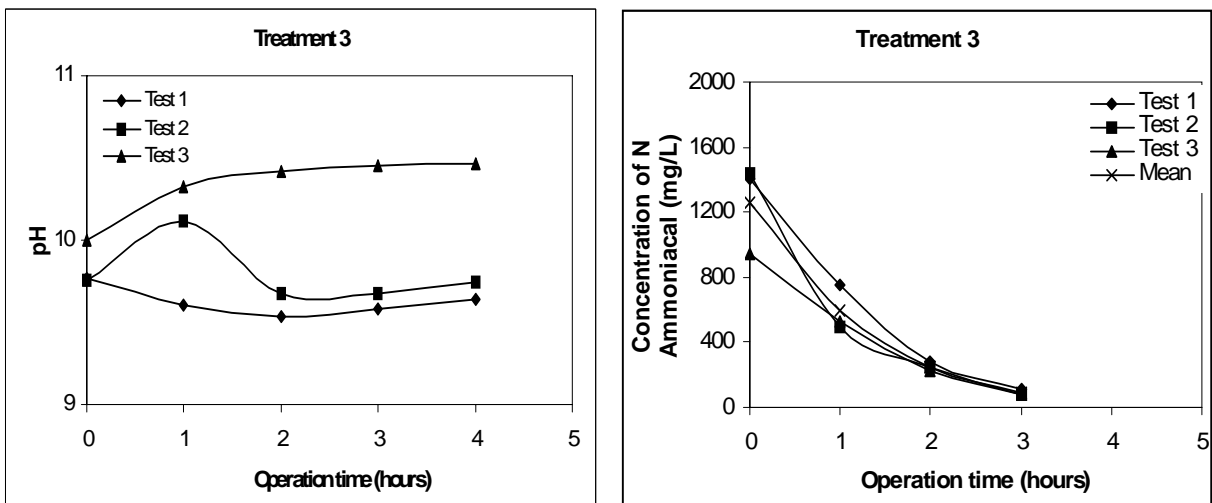 Treatment 3
11
10
9
pH
Test 1
Test 2
Test 3
0 1 2 3 4 5
Operation time (hours)
Treatment 3
2000
1600
1200
800
400
0
Concentration of N
Ammoniacal (mg/L)
Test 1
Test 2
Test 3
Mean
0 1 2 3 4 5
Operation time (hours)